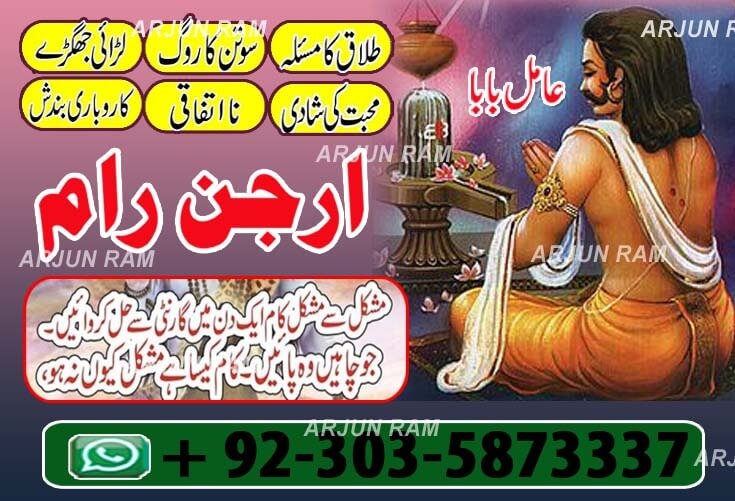 ARJUN RAM
ARJUN RAM
طلاق کا مسئلہ
سوتن کا روگ
لڑائی جھگڑے
محبت کی شادی
نا اتفاقی
کاروباری بندش
عامل بابا
ARJUN RAM
ارجن رام
ARJUN RAM
ARJUN RAM
مشکل سے مشکل کام ایک دن میں گارنٹی سے حل کروائیں۔
جو چاہیں وہ پائیں۔ کام کیسا ہے مشکل کیوں نہ ہو،
ARJUN RAM
+ 92-303-5873337
ARJ